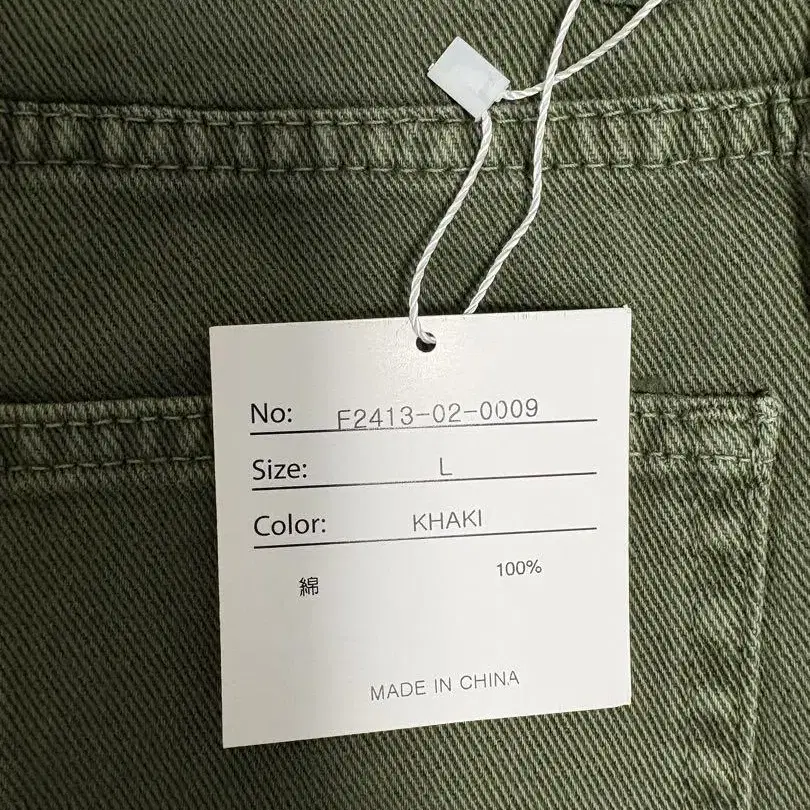 No: F2413-02-0009
Size: L
Color: KHAKI
綿 100%
MADE IN CHINA